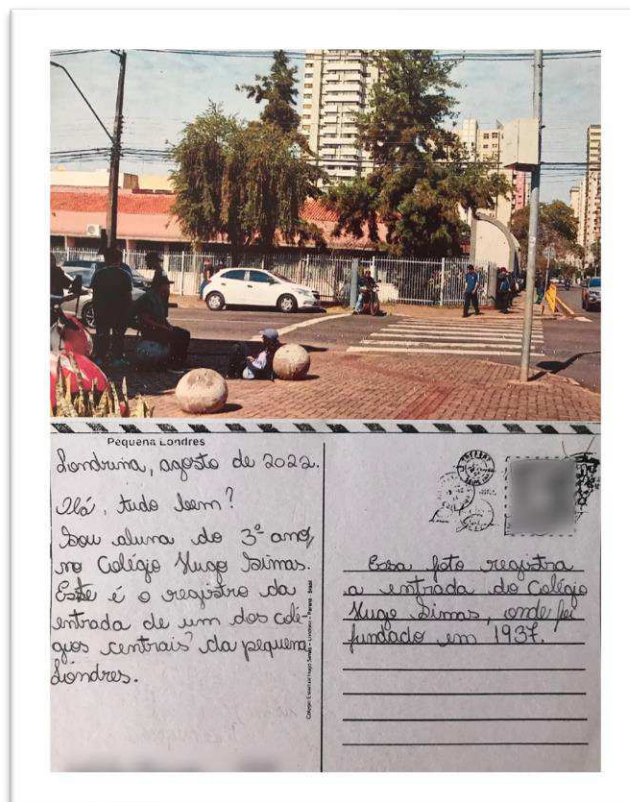 Pequena Londres
Londrina, agosto de 2022.
Olá, tudo bem?
Sou aluna do 3º ano,
no Colégio Hugo Simas.
Este é o registro da
entrada de um dos colé-
gios centrais da pequena
Londres.
Essa foto registra
a entrada do Colégio
Hugo Simas, onde foi
fundado em 1937.